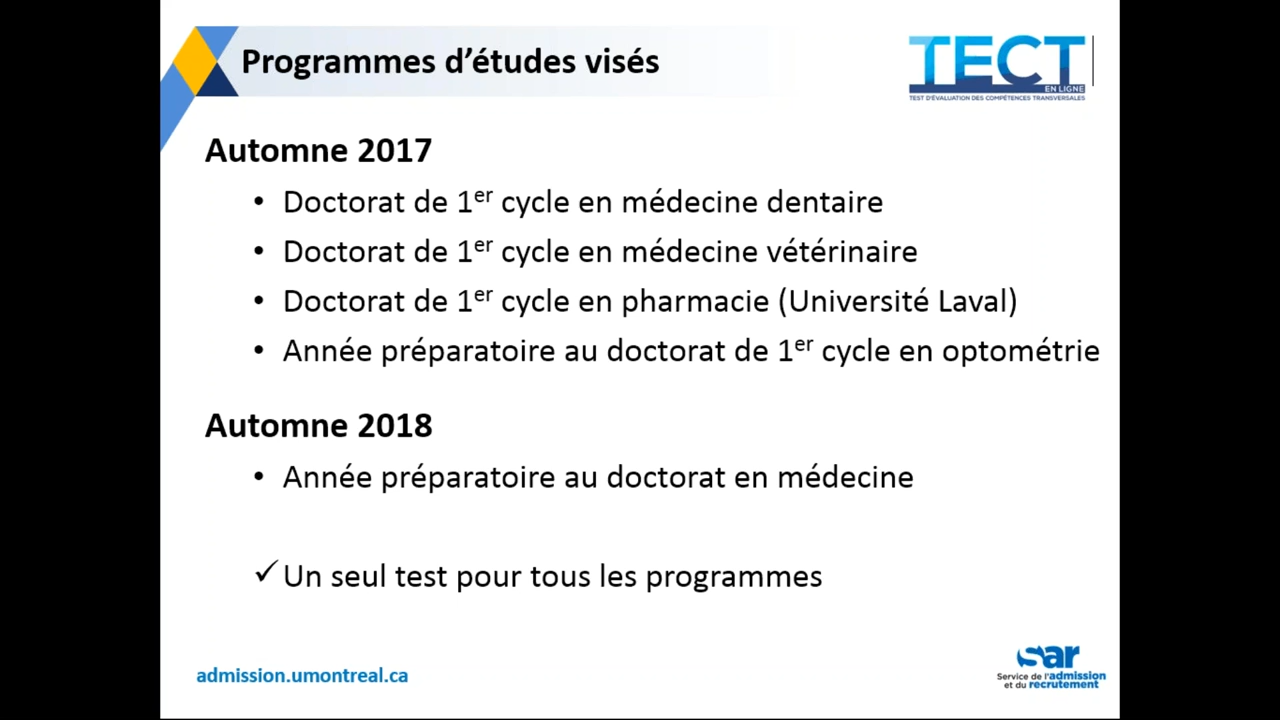 Programmes d’études visés
TECT
EN LIGNE
TEST D'ÉVALUATION DES COMPÉTENCES TRANSVERSALES
Automne 2017
• Doctorat de 1er cycle en médecine dentaire
• Doctorat de 1er cycle en médecine vétérinaire
• Doctorat de 1er cycle en pharmacie (Université Laval)
• Année préparatoire au doctorat de 1er cycle en optométrie
Automne 2018
• Année préparatoire au doctorat en médecine
✓ Un seul test pour tous les programmes
admission.umontreal.ca
sar
Service de l'admission
et du recrutement